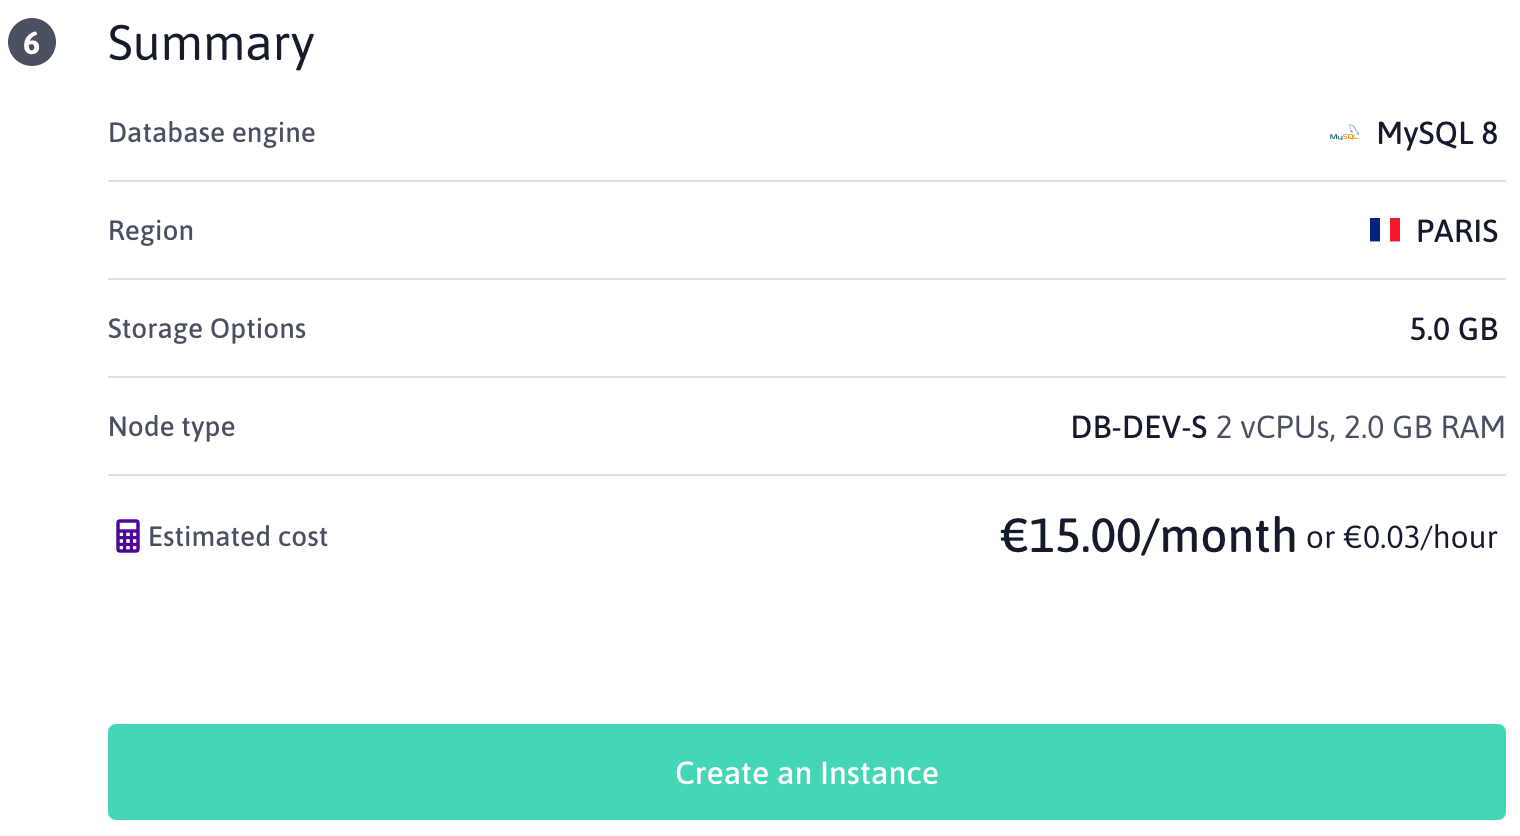 6 Summary
Database engine MySQL MySQL 8
Region PARIS
Storage Options 5.0 GB
Node type DB-DEV-S 2 vCPUs, 2.0 GB RAM
Estimated cost €15.00/month or €0.03/hour
Create an Instance